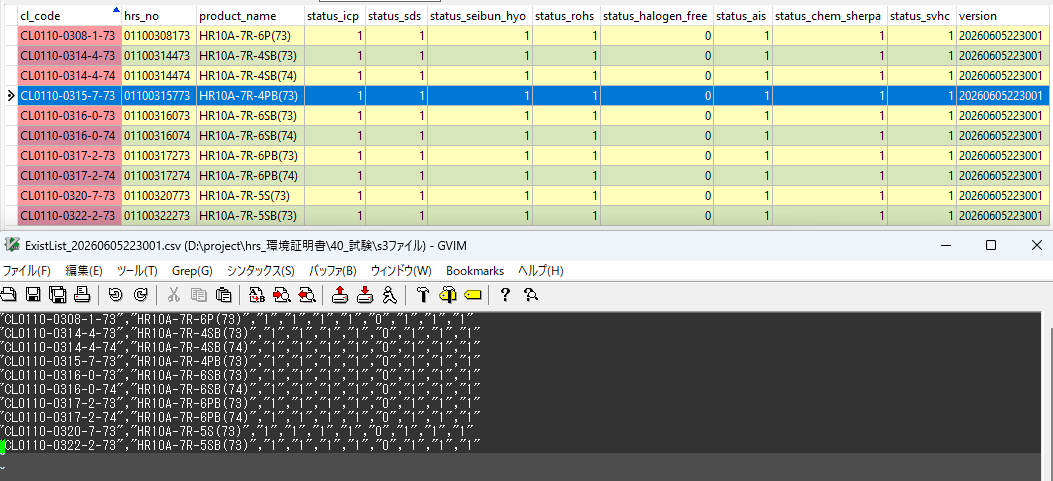 cl_code hrs_no product_name status_icp status_sds status_seibun_hyo status_rohs status_halogen_free status_ais status_chem_sherpa status_svhc version
CL0110-0308-1-73 01100308173 HR10A-7R-6P(73) 1 1 1 1 0 1 1 1 20260605223001
CL0110-0314-4-73 01100314473 HR10A-7R-4SB(73) 1 1 1 1 0 1 1 1 20260605223001
CL0110-0314-4-74 01100314474 HR10A-7R-4SB(74) 1 1 1 1 0 1 1 1 20260605223001
CL0110-0315-7-73 01100315773 HR10A-7R-4PB(73) 1 1 1 1 0 1 1 1 20260605223001
CL0110-0316-0-73 01100316073 HR10A-7R-6SB(73) 1 1 1 1 0 1 1 1 20260605223001
CL0110-0316-0-74 01100316074 HR10A-7R-6SB(74) 1 1 1 1 0 1 1 1 20260605223001
CL0110-0317-2-73 01100317273 HR10A-7R-6PB(73) 1 1 1 1 0 1 1 1 20260605223001
CL0110-0317-2-74 01100317274 HR10A-7R-6PB(74) 1 1 1 1 0 1 1 1 20260605223001
CL0110-0320-7-73 01100320773 HR10A-7R-5S(73) 1 1 1 1 0 1 1 1 20260605223001
CL0110-0322-2-73 01100322273 HR10A-7R-5SB(73) 1 1 1 1 0 1 1 1 20260605223001
ExistList_20260605223001.csv (D:\project\hrs_環境証明書\40_試験\s3ファイル) - GVIM
ファイル(F) 編集(E) ツール(T) Grep(G) シンタックス(S) バッファ(B) ウィンドウ(W) Bookmarks ヘルプ(H)
"CL0110-0308-1-73","HR10A-7R-6P(73)","1","1","1","1","0","1","1","1"
"CL0110-0314-4-73","HR10A-7R-4SB(73)","1","1","1","1","0","1","1","1"
"CL0110-0314-4-74","HR10A-7R-4SB(74)","1","1","1","1","0","1","1","1"
"CL0110-0315-7-73","HR10A-7R-4PB(73)","1","1","1","1","0","1","1","1"
"CL0110-0316-0-73","HR10A-7R-6SB(73)","1","1","1","1","0","1","1","1"
"CL0110-0316-0-74","HR10A-7R-6SB(74)","1","1","1","1","0","1","1","1"
"CL0110-0317-2-73","HR10A-7R-6PB(73)","1","1","1","1","0","1","1","1"
"CL0110-0317-2-74","HR10A-7R-6PB(74)","1","1","1","1","0","1","1","1"
"CL0110-0320-7-73","HR10A-7R-5S(73)","1","1","1","1","0","1","1","1"
"CL0110-0322-2-73","HR10A-7R-5SB(73)","1","1","1","1","0","1","1","1"
~